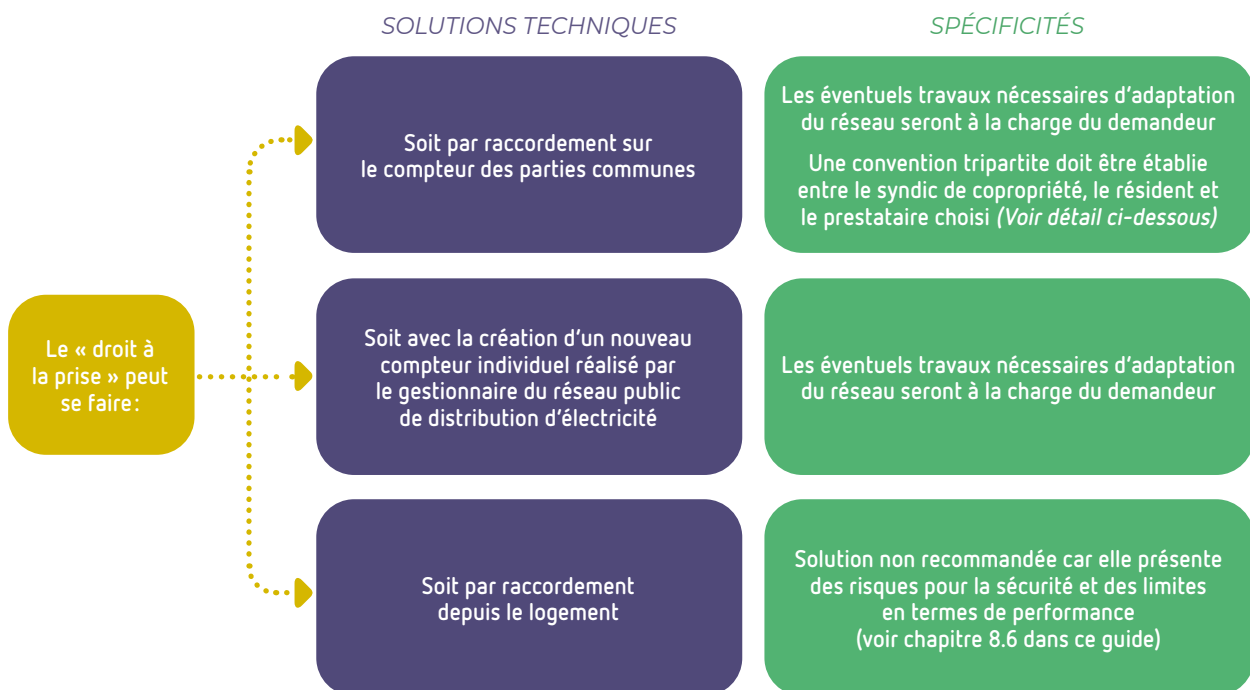 SOLUTIONS TECHNIQUES
SPÉCIFICITÉS
Le « droit à
la prise » peut
se faire :
Soit par raccordement sur
le compteur des parties communes
Les éventuels travaux nécessaires d'adaptation
du réseau seront à la charge du demandeur
Une convention tripartite doit être établie
entre le syndic de copropriété, le résident et
le prestataire choisi (Voir détail ci-dessous)
Soit avec la création d'un nouveau
compteur individuel réalisé par
le gestionnaire du réseau public
de distribution d'électricité
Les éventuels travaux nécessaires d'adaptation
du réseau seront à la charge du demandeur
Soit par raccordement
depuis le logement
Solution non recommandée car elle présente
des risques pour la sécurité et des limites
en termes de performance
(voir chapitre 8.6 dans ce guide)